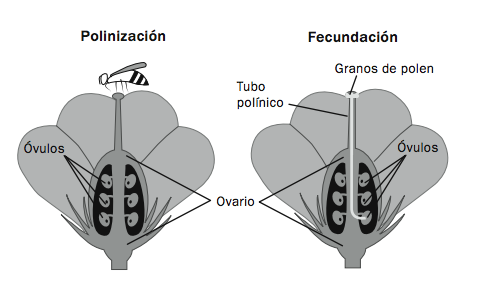 Polinización
Fecundación
Granos de polen
Tubo
polínico
Óvulos
Óvulos
Ovario